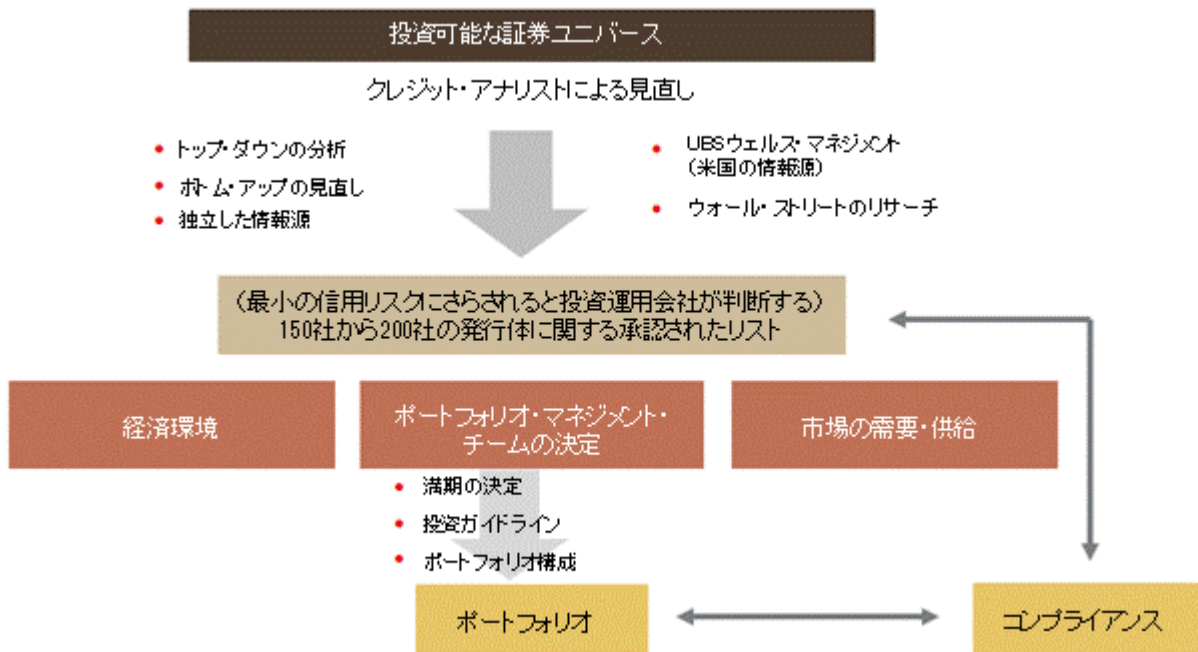 投資可能な証券ユニバース
クレジット・アナリストによる見直し
• トップ・ダウンの分析
• ボトム・アップの見直し
• 独立した情報源
• UBSウェルス・マネジメント
（米国の情報源）
• ウォール・ストリートのリサーチ
（最小の信用リスクにさらされると投資運用会社が判断する）
150社から200社の発行体に関する承認されたリスト
経済環境
ポートフォリオ・マネジメント・
チームの決定
市場の需要・供給
• 満期の決定
• 投資ガイドライン
• ポートフォリオ構成
ポートフォリオ
コンプライアンス